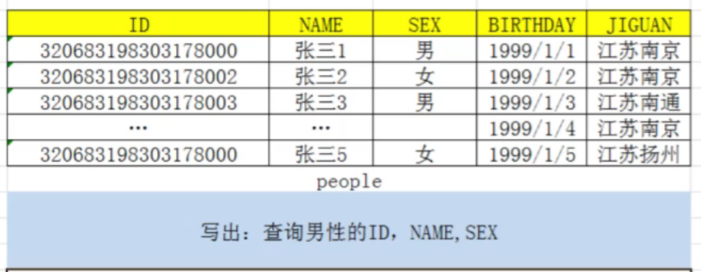 ID NAME SEX BIRTHDAY JIGUAN
320683198303178000 张三1 男 1999/1/1 江苏南京
320683198303178002 张三2 女 1999/1/2 江苏南京
320683198303178003 张三3 男 1999/1/3 江苏南通
… … 1999/1/4 江苏南京
320683198303178000 张三5 女 1999/1/5 江苏扬州
people
写出：查询男性的ID，NAME,SEX